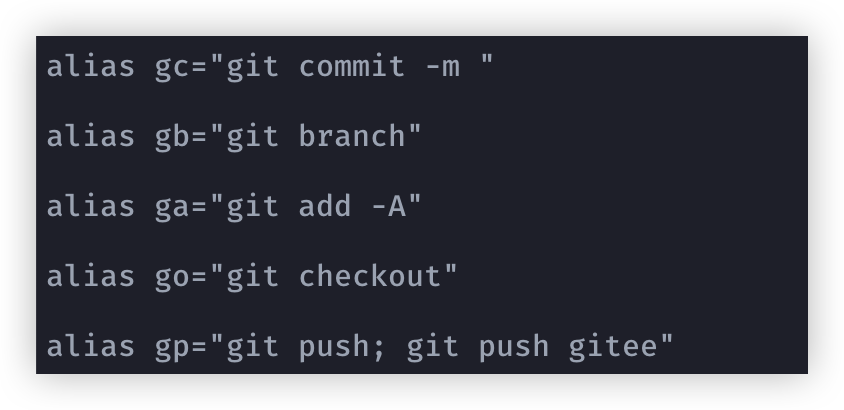 alias gc="git commit -m "
alias gb="git branch"
alias ga="git add -A"
alias go="git checkout"
alias gp="git push; git push gitee"